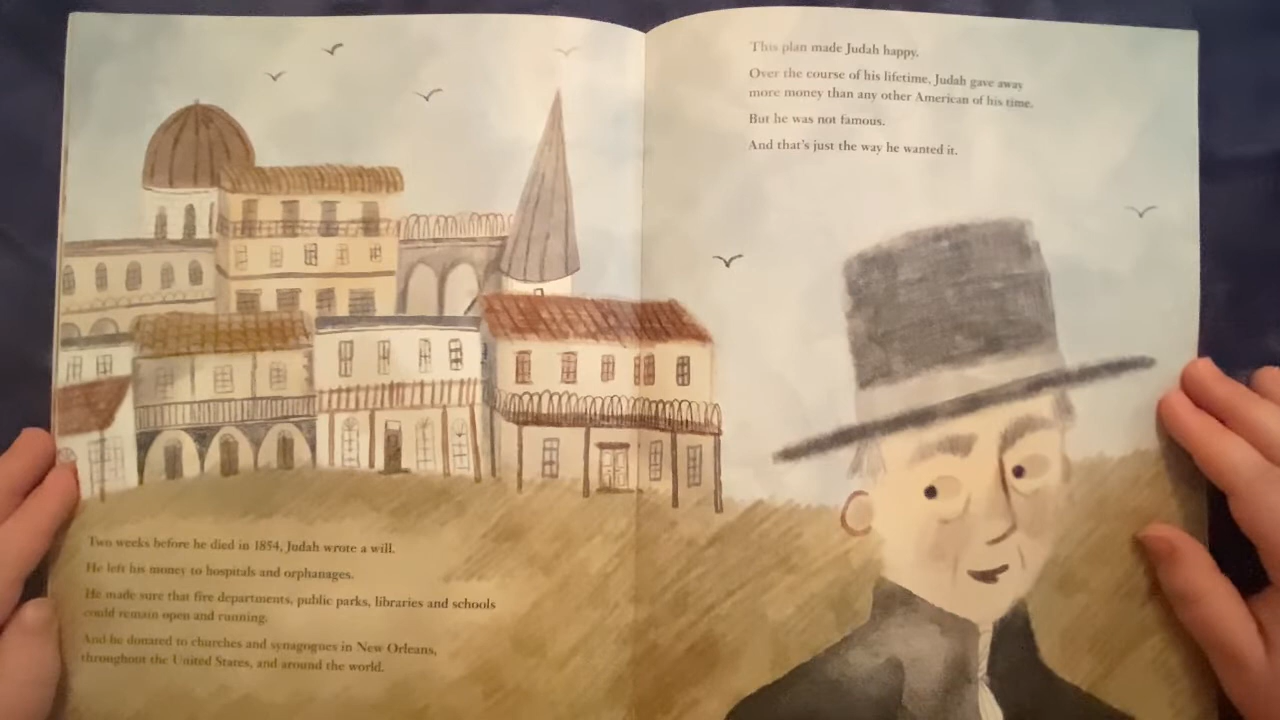 Two weeks before he died in 1854, Judah wrote a will.
He left his money to hospitals and orphanages.
He made sure that fire departments, public parks, libraries and schools
could remain open and running.
And he donated to churches and synagogues in New Orleans,
throughout the United States, and around the world.
This plan made Judah happy.
Over the course of his lifetime, Judah gave away
more money than any other American of his time.
But he was not famous.
And that's just the way he wanted it.